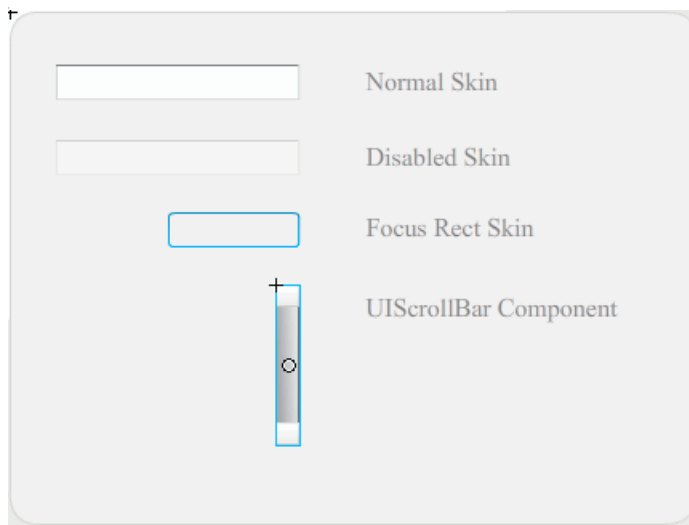 Normal Skin
Disabled Skin
Focus Rect Skin
UIScrollBar Component